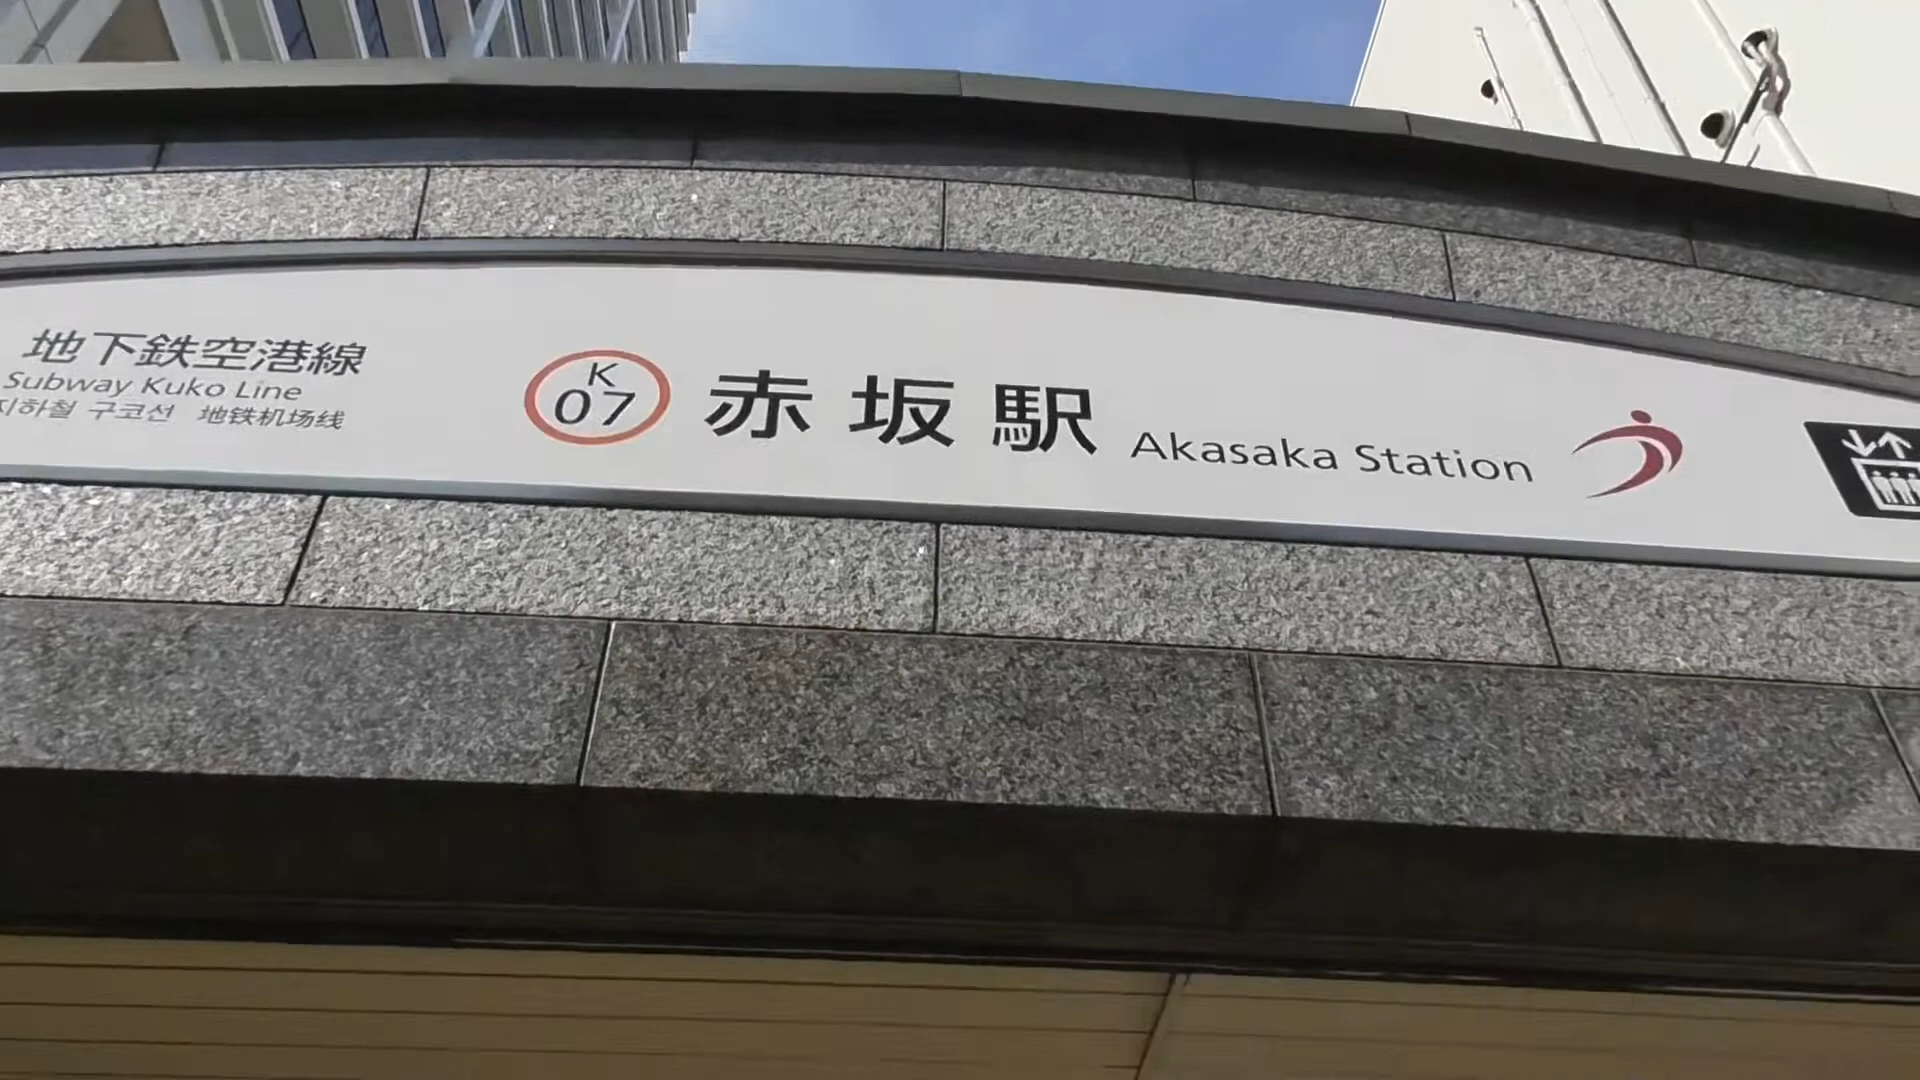 地下鉄空港線
Subway Kuko Line
지하철 구코선 地铁机场线
K
07
赤坂駅 Akasaka Station